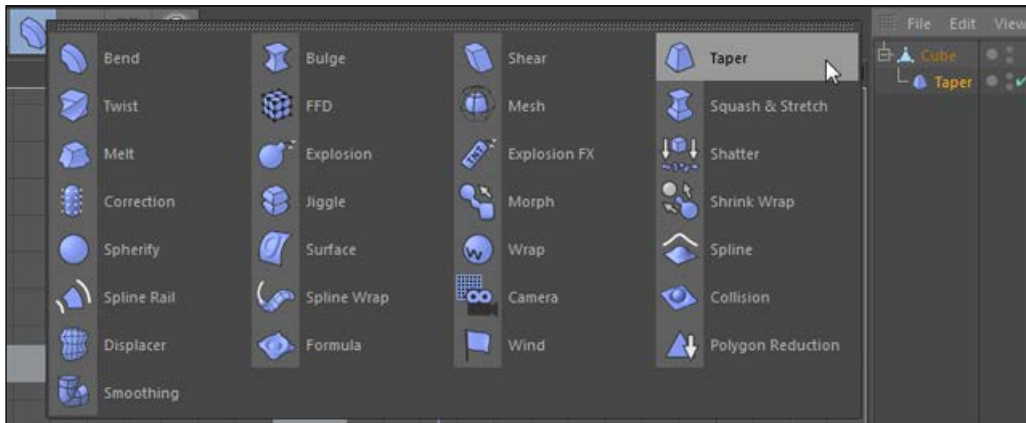 File Edit View
Bend Bulge Shear Taper
Cube
Taper
Twist FFD Mesh Squash & Stretch
Melt Explosion Explosion FX Shatter
Correction Jiggle Morph Shrink Wrap
Spherify Surface Wrap Spline
Spline Rail Spline Wrap Camera Collision
Displacer Formula Wind Polygon Reduction
Smoothing